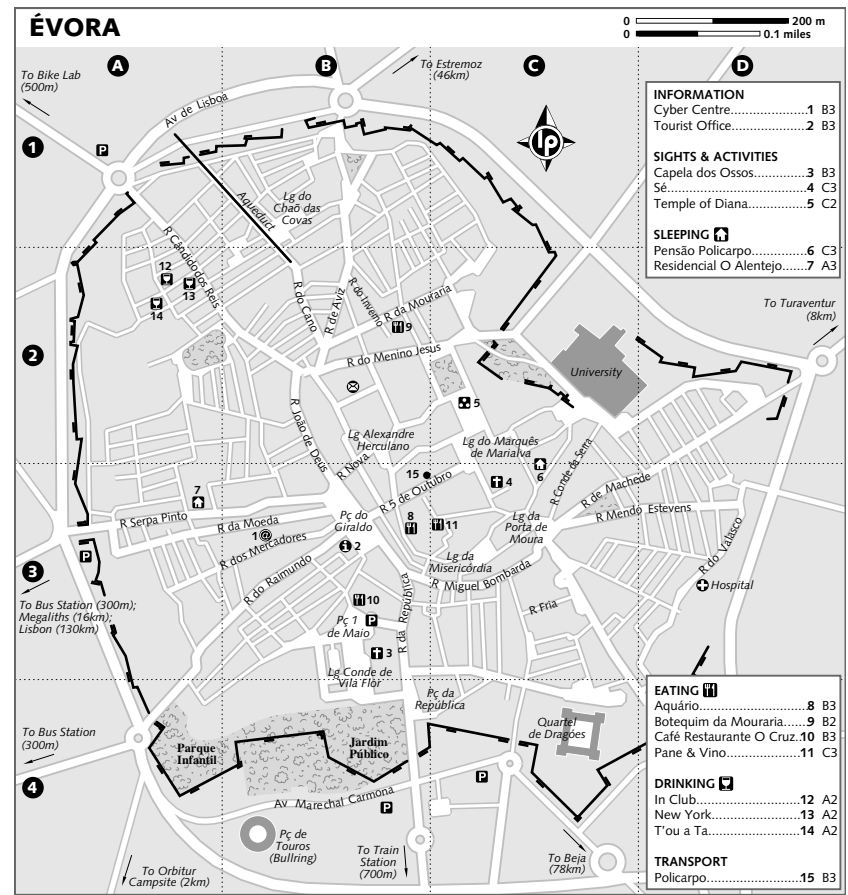 ÉVORA
0 200 m
0 0.1 miles
A
B
C
D
1
2
3
4
To Bike Lab
(500m)
Av de Lisboa
To Estremoz
(46km)
P
lp
Aqueduct
Lg do
Chaõ das
Covas
INFORMATION
Cyber Centre....................1 B3
Tourist Office..................2 B3
SIGHTS & ACTIVITIES
Capela dos Ossos............3 B3
Sé....................................4 C3
Temple of Diana..............5 C2
SLEEPING
Pensão Policarpo.............6 C3
Residencial O Alentejo.....7 A3
To Turaventur
(8km)
R Cândido dos Reis
12
13
14
R do Cano
R de Aviz
R do Inverno
R da Mouraria
9
R do Menino Jesus
University
5
R João de Deus
Lg Alexandre
Herculano
R Nova
Lg do Marquês
de Marialva
R Conde da Serra
15
4
6
R 5 de Outubro
R de Machede
R Mendo Estevens
7
R Serpa Pinto
R da Moeda
1 @
R dos Mercadores
Pç do
Giraldo
8
11
2
Lg da
Porta de
Moura
Lg da
Misericórdia
R Miguel Bombarda
R do Valasco
Hospital
P
R do Raimundo
R da República
R Fria
To Bus Station (300m);
Megaliths (16km);
Lisbon (130km)
10
Pç 1
de Maio
P
3
Lg Conde de
Vila Flor
Pç da
República
To Bus Station
(300m)
Parque
Infantil
Jardim
Público
Quartel
de Dragões
Av Marechal Carmona
P
P
Pç de
Touros
(Bullring)
To Orbitur
Campsite (2km)
To Train
Station
(700m)
To Beja
(78km)
EATING
Aquário...........................8 B3
Botequim da Mouraria......9 B2
Café Restaurante O Cruz.10 B3
Pane & Vino....................11 C3
DRINKING
In Club............................12 A2
New York.......................13 A2
T'ou a Ta........................14 A2
TRANSPORT
Policarpo........................15 B3